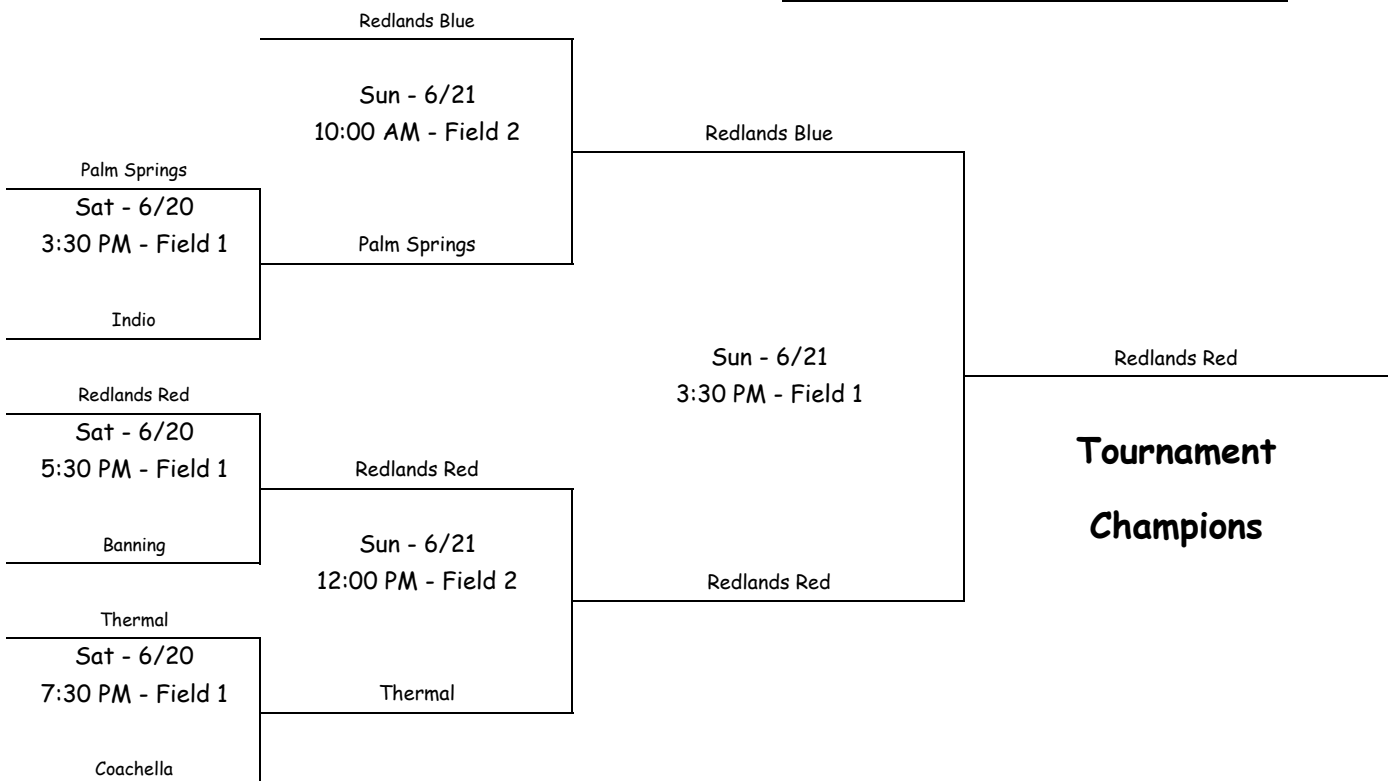 Redlands Blue
Sun - 6/21
10:00 AM - Field 2
Redlands Blue
Palm Springs
Sat - 6/20
3:30 PM - Field 1
Palm Springs
Indio
Sun - 6/21
3:30 PM - Field 1
Redlands Red
Redlands Red
Sat - 6/20
5:30 PM - Field 1
Redlands Red
Tournament
Champions
Banning
Sun - 6/21
12:00 PM - Field 2
Redlands Red
Thermal
Sat - 6/20
7:30 PM - Field 1
Thermal
Coachella